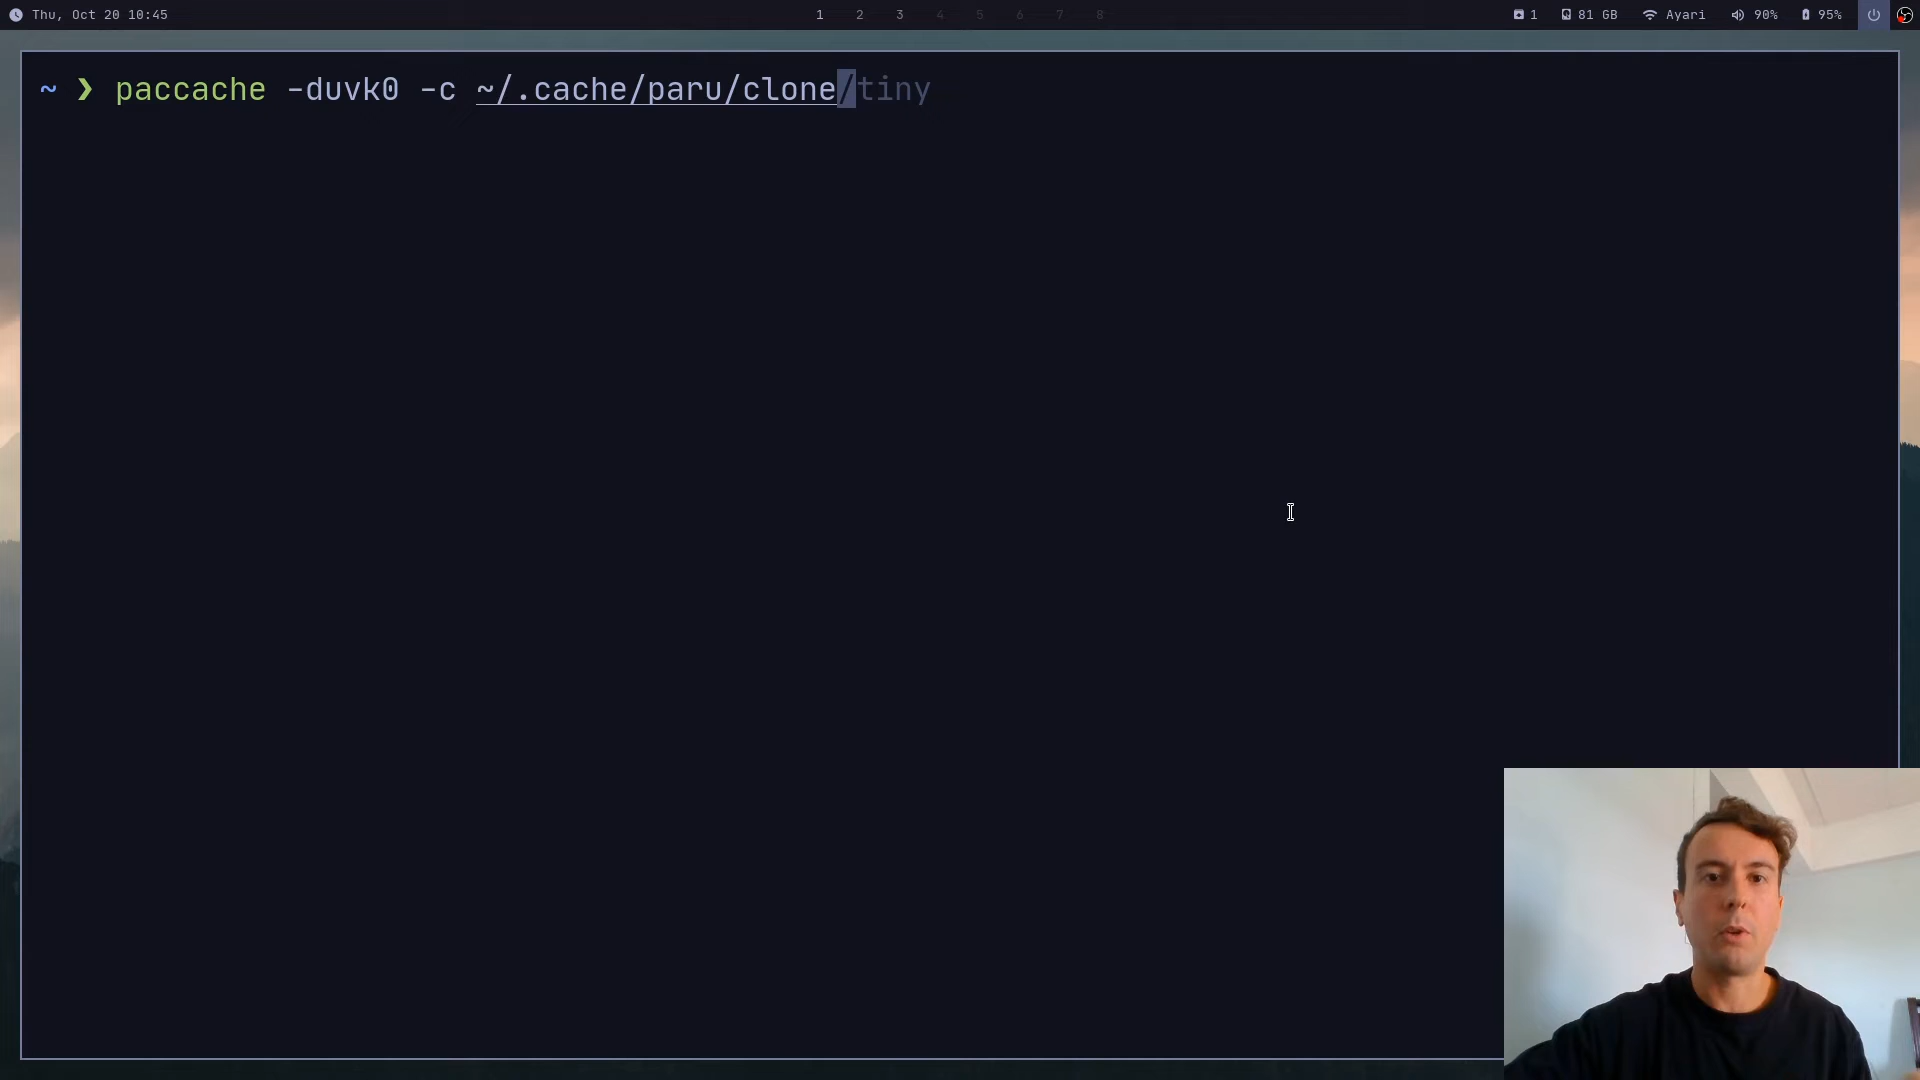 Thu, Oct 20 10:45
1 2 3 4 5 6 7 8
1 81 GB Ayari 90% 95%
~ ❯ paccache -duvk0 -c ~/.cache/paru/clone/tiny